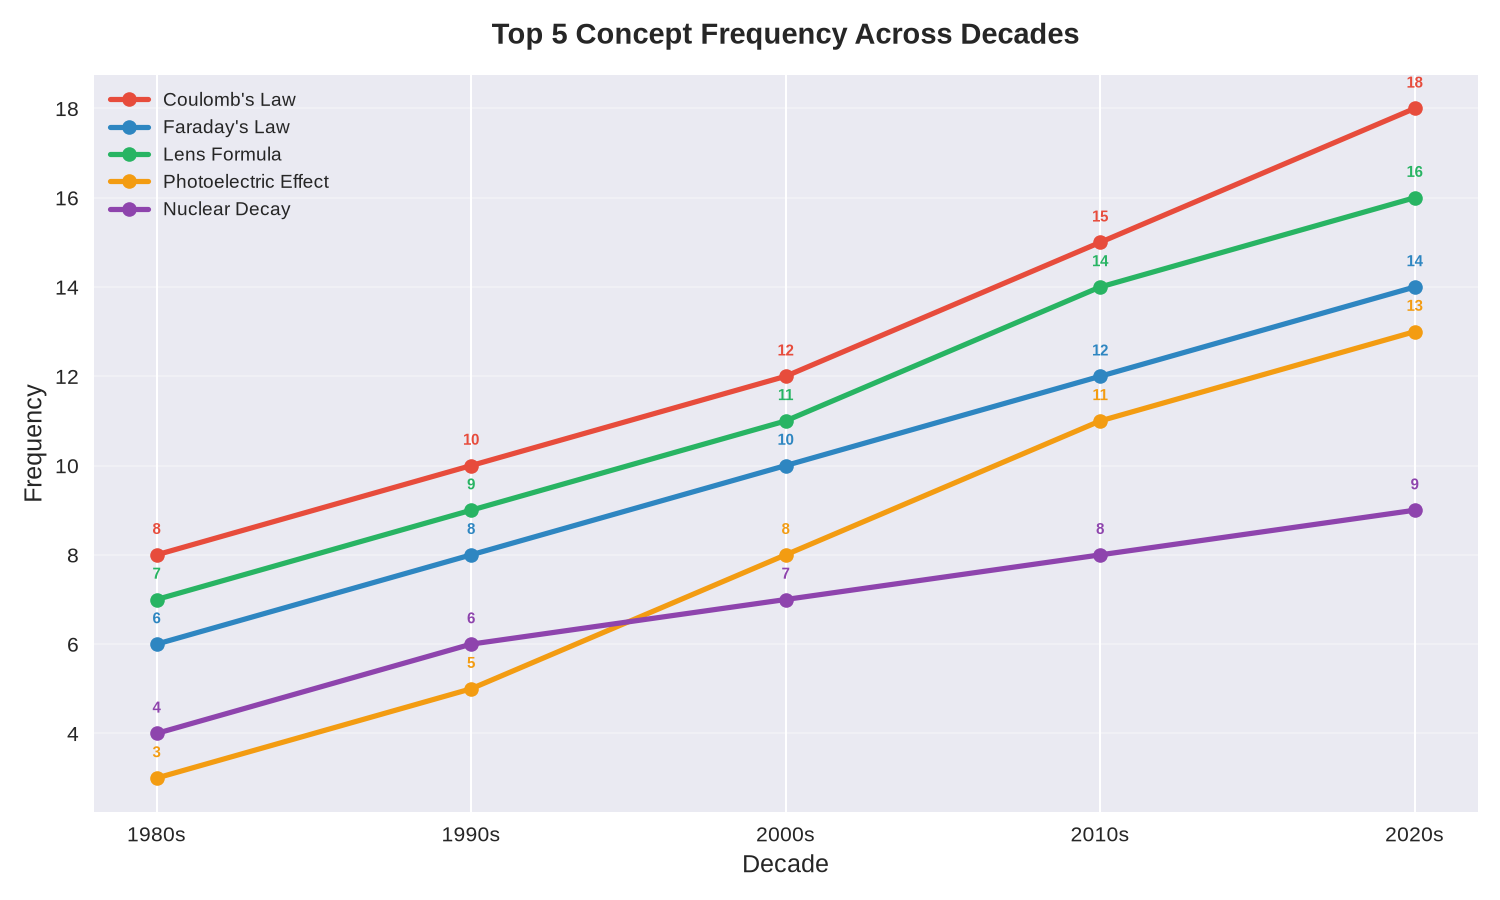 Top 5 Concept Frequency Across Decades
Coulomb's Law
Faraday's Law
Lens Formula
Photoelectric Effect
Nuclear Decay
Frequency
18
16
14
12
10
8
6
4
8
10
12
15
18
7
9
11
14
16
6
8
10
12
14
3
5
8
11
13
4
6
7
8
9
1980s
1990s
2000s
2010s
2020s
Decade